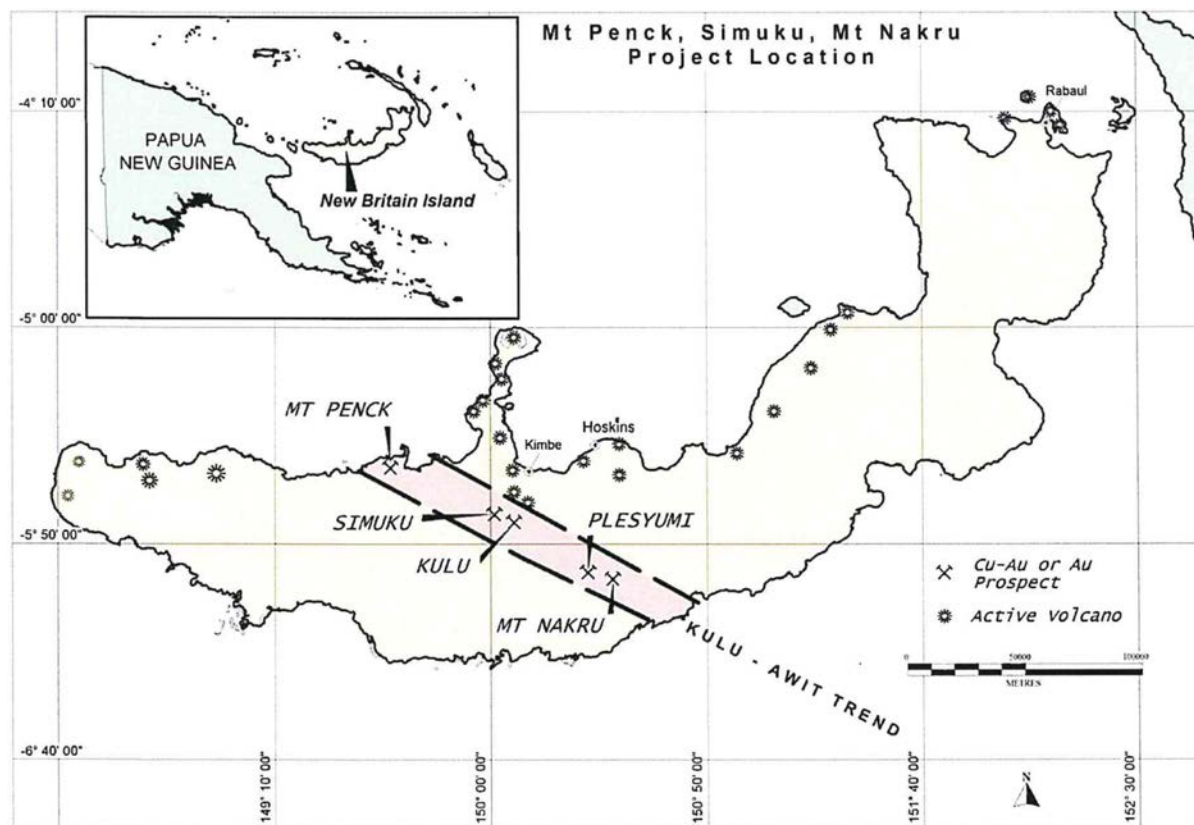 Mt Penck, Simuku, Mt Nakru
Project Location
PAPUA
NEW GUINEA
New Britain Island
Rabaul
-4° 10' 00"
-5° 00' 00"
-5° 50' 00"
-6° 40' 00"
MT PENCK
Hoskins
Kimbe
SIMUKU
PLESYUMI
KULU
MT NAKRU
KULU - AWIT TREND
Cu-Au or Au
Prospect
Active Volcano
0 50000 100000
METRES
N
149° 10' 00"
150° 00' 00"
150° 50' 00"
151° 40' 00"
152° 30' 00"